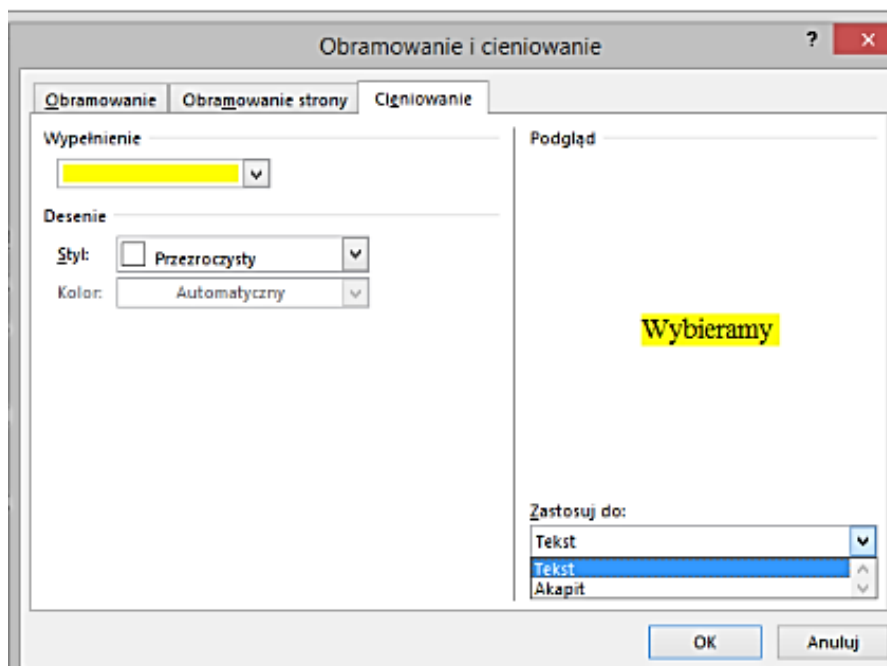 Obramowanie i cieniowanie
?
Obramowanie
Obramowanie strony
Cieniowanie
Wypełnienie
Desenie
Styl: Przezroczysty
Kolor: Automatyczny
Podgląd
Wybieramy
Zastosuj do:
Tekst
Tekst
Akapit
OK
Anuluj